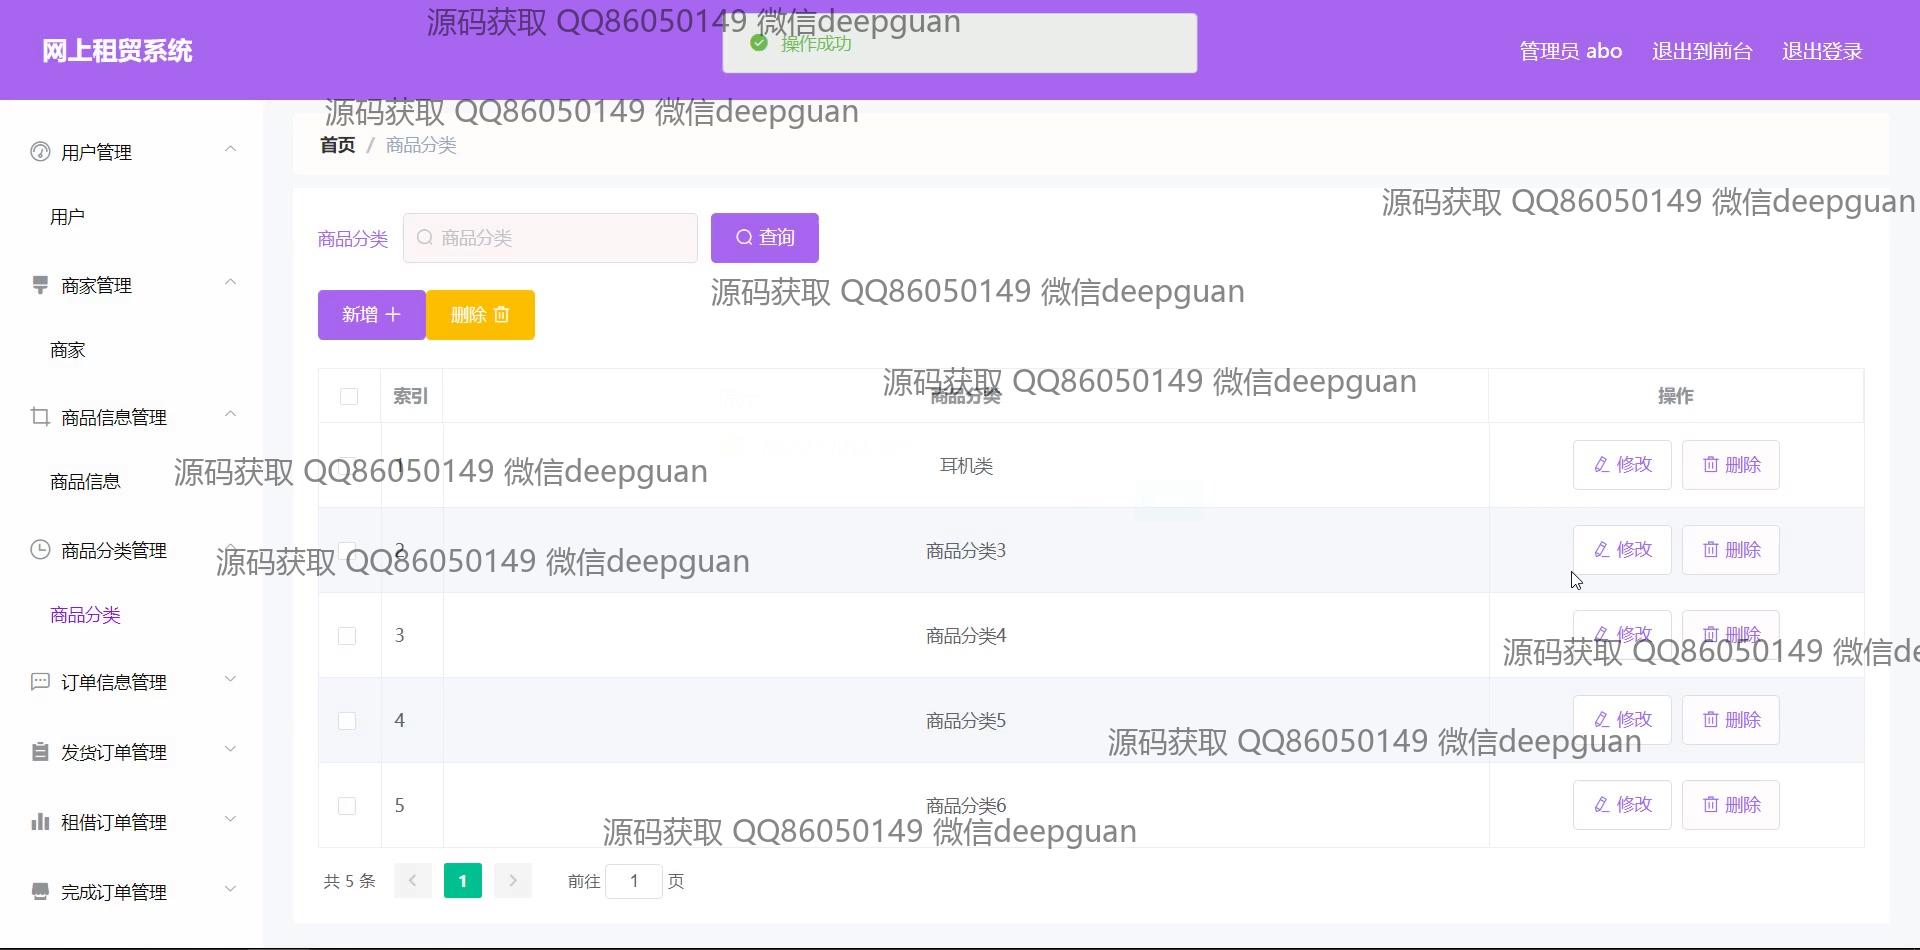 源码获取 QQ86050149 微信deepguan
网上租贸系统
操作成功
管理员 abo 退出到前台 退出登录
源码获取 QQ86050149 微信deepguan
首页 / 商品分类
用户管理
用户
源码获取 QQ86050149 微信deepguan
商品分类 商品分类 查询
商家管理
源码获取 QQ86050149 微信deepguan
新增 删除
商家
源码获取 QQ86050149 微信deepguan
索引 商品分类 操作
商品信息管理
1 耳机类 修改 删除
源码获取 QQ86050149 微信deepguan
商品信息
商品分类管理
2 商品分类3 修改 删除
源码获取 QQ86050149 微信deepguan
商品分类
3 商品分类4 修改 删除
源码获取 QQ86050149 微信de
订单信息管理
4 商品分类5 修改 删除
源码获取 QQ86050149 微信deepguan
发货订单管理
5 商品分类6 修改 删除
租借订单管理
源码获取 QQ86050149 微信deepguan
共 5 条 1 前往 1 页
完成订单管理